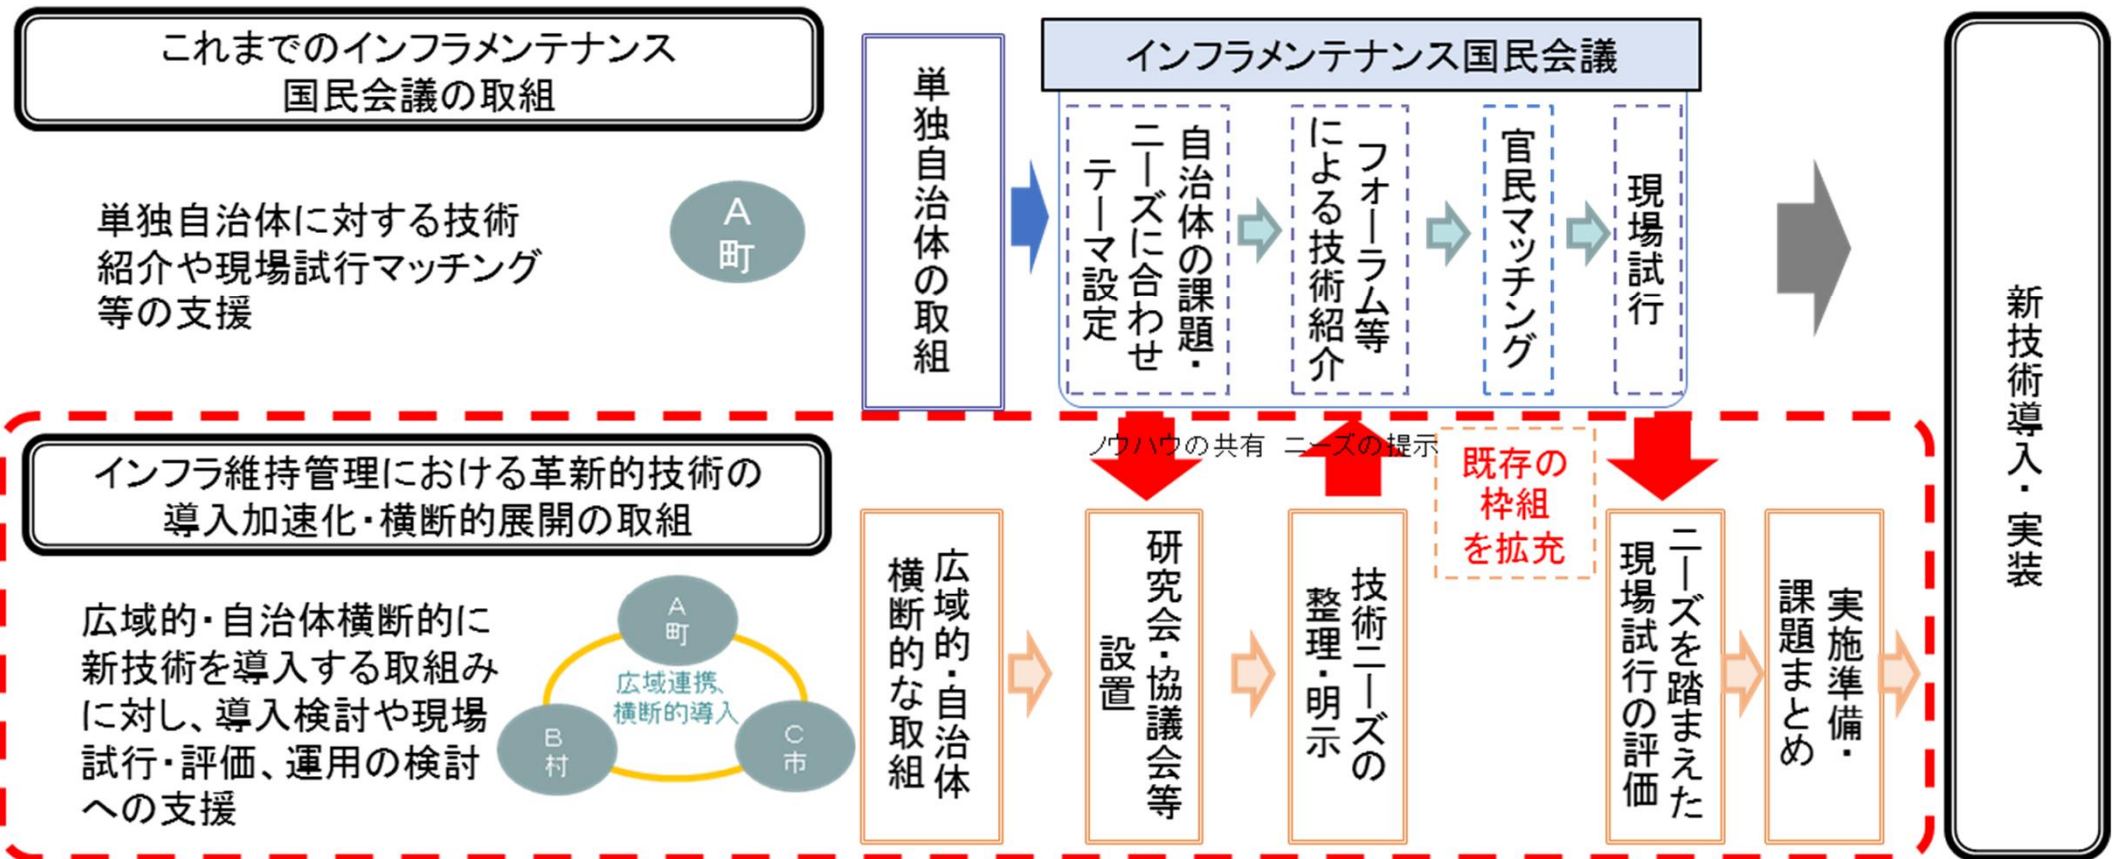 これまでのインフラメンテナンス
国民会議の取組
単独自治体に対する技術
紹介や現場試行マッチング
等の支援
A
町
単独自治体の取組
インフラメンテナンス国民会議
自治体の課題・
ニーズに合わせ
テーマ設定
フォーラム等
による技術紹介
官民マッチング
現場試行
新技術導入・実装
インフラ維持管理における革新的技術の
導入加速化・横断的展開の取組
広域的・自治体横断的に
新技術を導入する取組み
に対し、導入検討や現場
試行・評価、運用の検討
への支援
A
町
広域連携、
横断的導入
B
村
C
市
ノウハウの共有 ニーズの提示
既存の
枠組
を拡充
広域的・自治体
横断的な取組
研究会・協議会等
設置
技術ニーズの
整理・明示
ニーズを踏まえた
現場試行の評価
実施準備・
課題まとめ